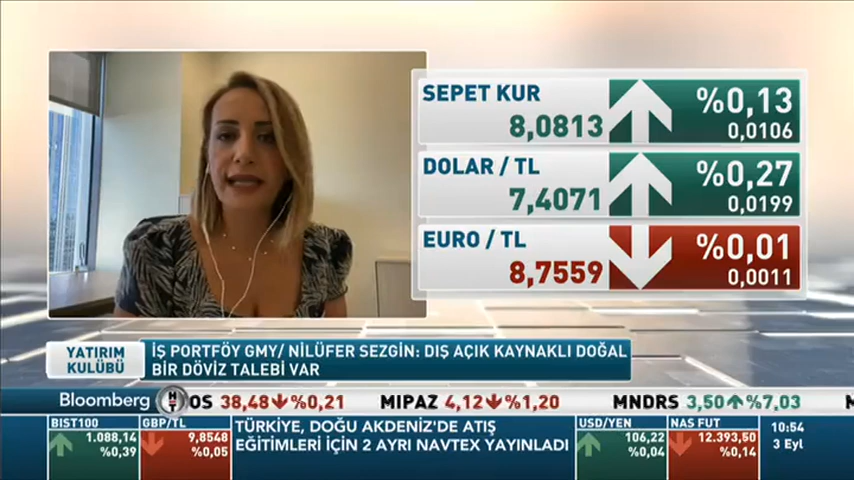 SEPET KUR
8,0813
%0,13
0,0106
DOLAR / TL
7,4071
%0,27
0,0199
EURO / TL
8,7559
%0,01
0,0011
YATIRIM
KULÜBÜ
İŞ PORTFÖY GMY/ NİLÜFER SEZGİN: DIŞ AÇIK KAYNAKLI DOĞAL
BİR DÖVİZ TALEBİ VAR
Bloomberg HT OS 38,48 %0,21 MIPAZ 4,12 %1,20 MNDRS 3,50 %7,03 M
BIST100
1.088,14
%0,39
GBP/TL
9,8548
%0,05
TÜRKİYE, DOĞU AKDENİZ'DE ATIŞ
EĞİTİMLERİ İÇİN 2 AYRI NAVTEX YAYINLADI
USD/YEN
106,22
%0,04
NAS FUT
12.393,50
%0,14
10:54
3 Eyl